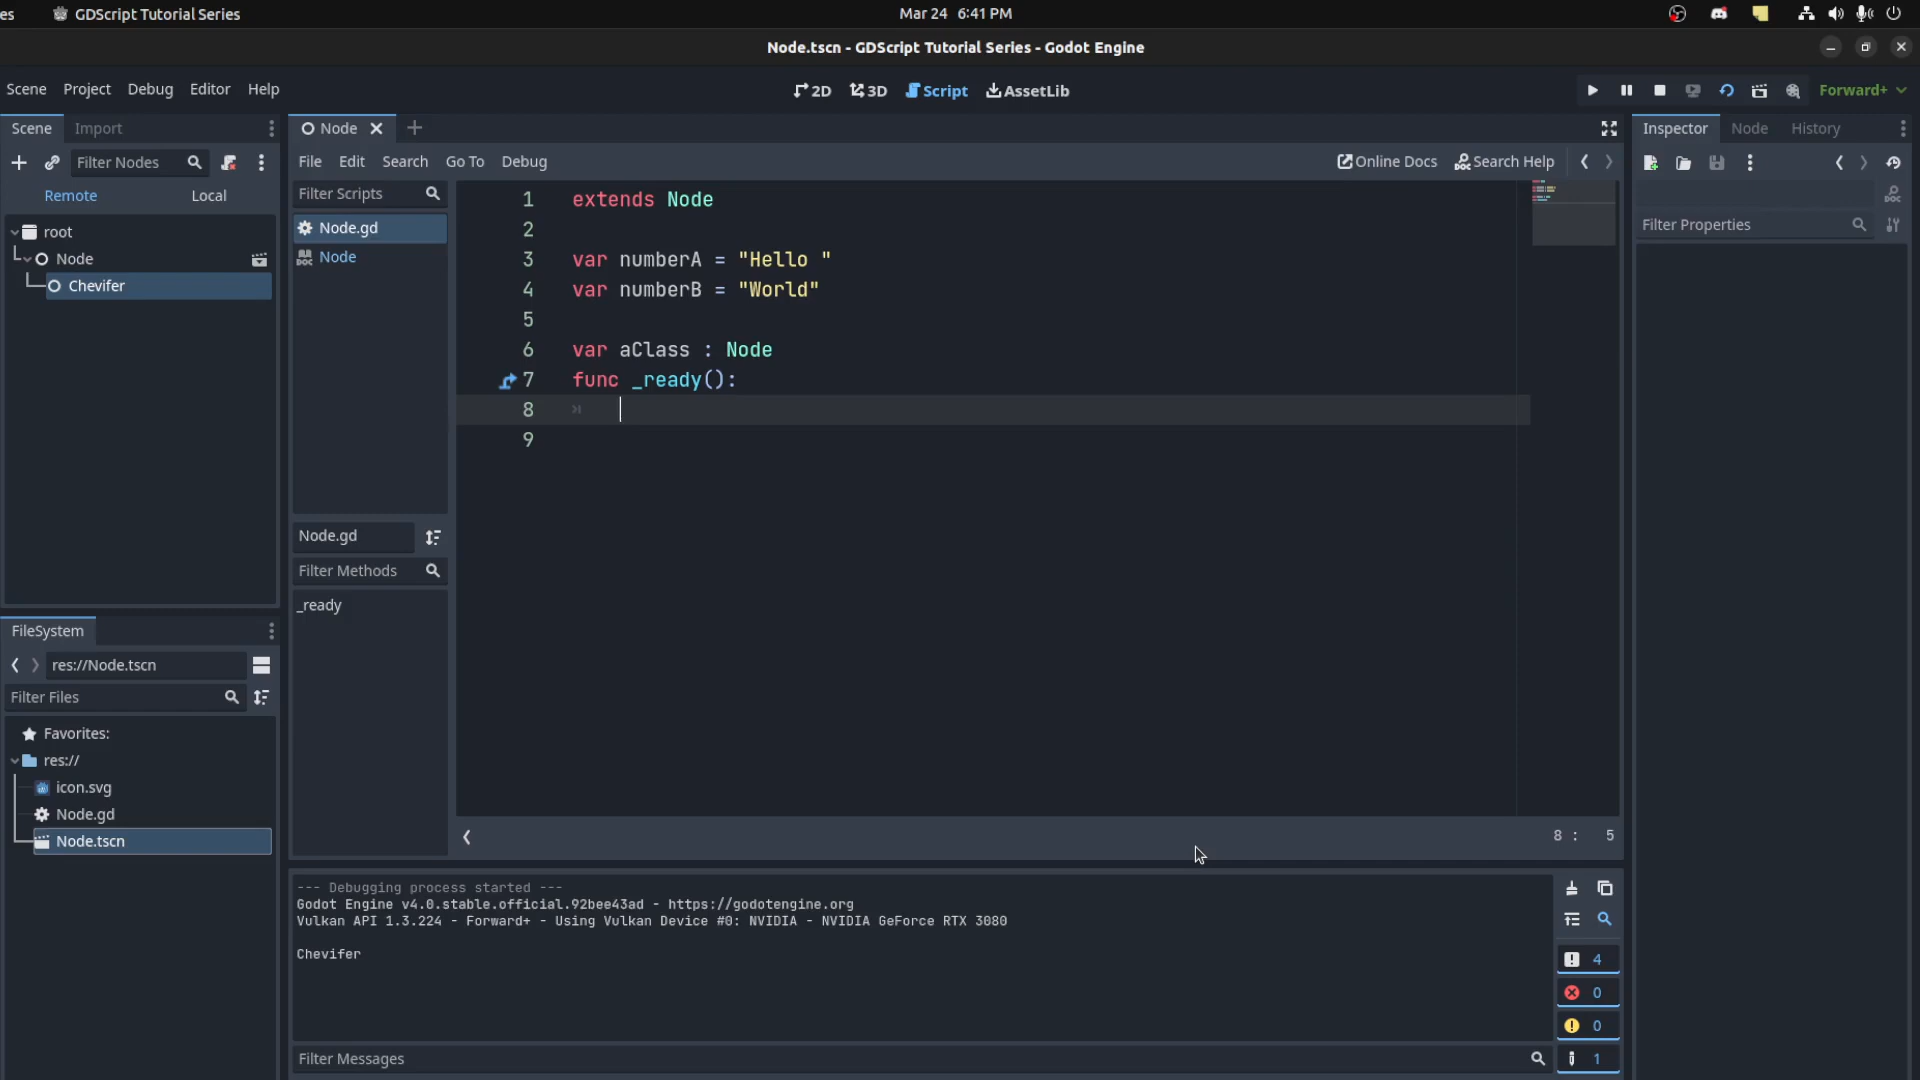 es GDScript Tutorial Series Mar 24 6:41 PM
Node.tscn - GDScript Tutorial Series - Godot Engine
Scene Project Debug Editor Help 2D 3D Script AssetLib Forward+
Scene Import
Filter Nodes
Remote Local
root
Node
Chevifer
FileSystem
res://Node.tscn
Filter Files
Favorites:
res://
icon.svg
Node.gd
Node.tscn
Node
File Edit Search Go To Debug Online Docs Search Help
Filter Scripts
Node.gd
DOC Node
Node.gd
Filter Methods
_ready
1 extends Node
2
3 var numberA = "Hello "
4 var numberB = "World"
5
6 var aClass : Node
7 func _ready():
8
9
8 : 5
--- Debugging process started ---
Godot Engine v4.0.stable.official.92bee43ad - https://godotengine.org
Vulkan API 1.3.224 - Forward+ - Using Vulkan Device #0: NVIDIA - NVIDIA GeForce RTX 3080
Chevifer
4
0
0
1
Filter Messages
Inspector Node History
DOC
Filter Properties